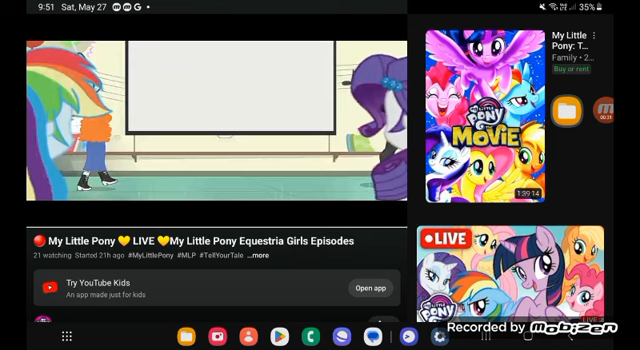 9:51 Sat, May 27
35%
My Little
Pony: T...
Family • 2...
Buy or rent
my LITTLE
PONY
MOVIE
1:39:14
00:31
🔴 My Little Pony 💛 LIVE 💛My Little Pony Equestria Girls Episodes
21 watching Started 21h ago #MyLittlePony #MLP #TellYourTale ...more
Try YouTube Kids
An app made just for kids
Open app
LIVE
my LITTLE
PONY
LIVE
Recorded by mobizen